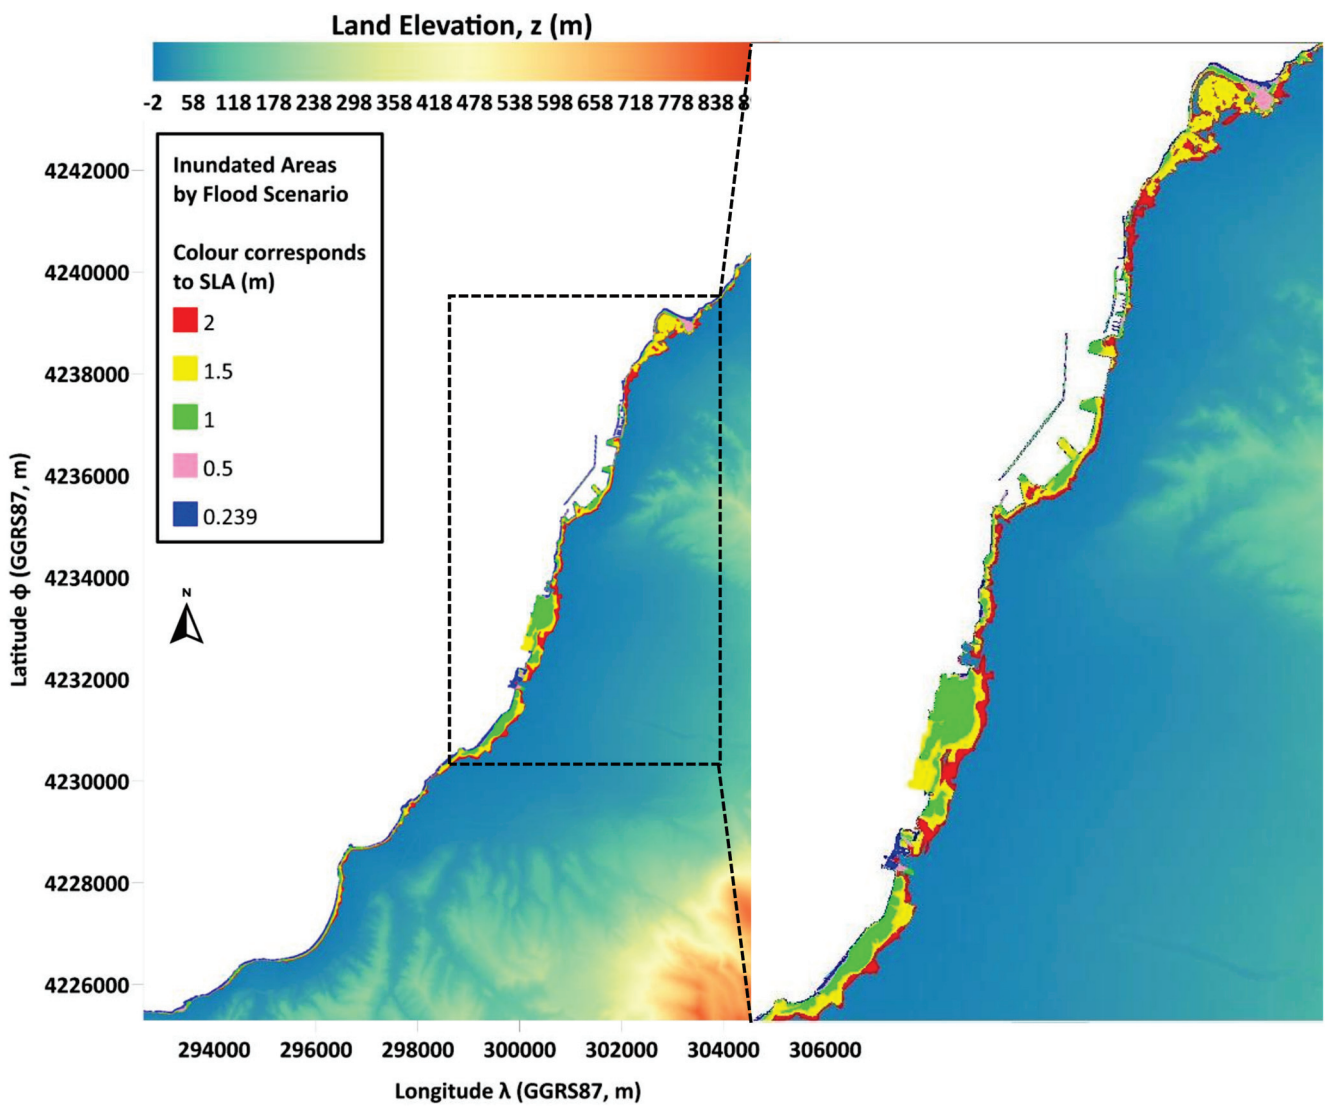 Land Elevation, z (m)
-2 58 118 178 238 298 358 418 478 538 598 658 718 778 838 8
Inundated Areas
by Flood Scenario
Colour corresponds
to SLA (m)
2
1.5
1
0.5
0.239
N
4242000
4240000
4238000
4236000
4234000
4232000
4230000
4228000
4226000
Latitude ϕ (GGRS87, m)
294000 296000 298000 300000 302000 304000 306000
Longitude λ (GGRS87, m)